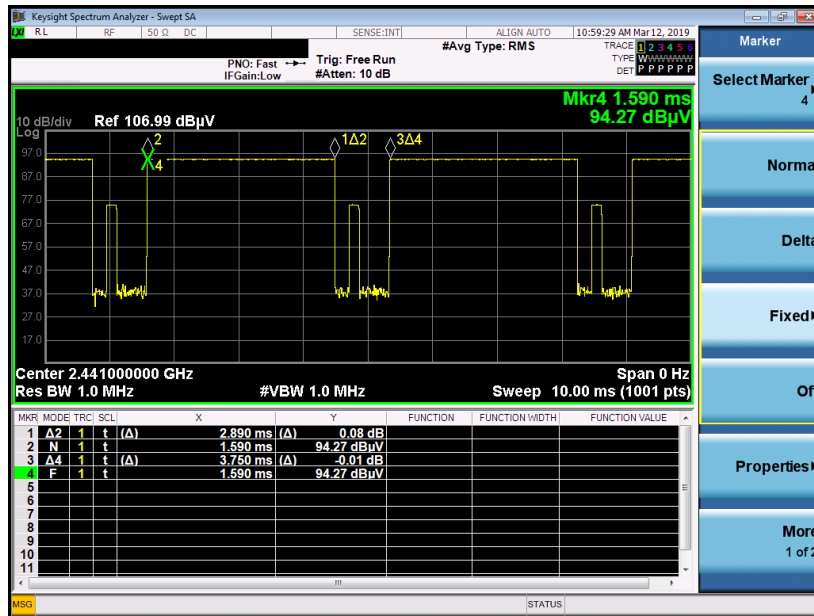 Keysight Spectrum Analyzer - Swept SA
RL RF 50 Ω DC SENSE:INT ALIGN AUTO 10:59:29 AM Mar 12, 2019
#Avg Type: RMS TRACE 1 2 3 4 5 6
PNO: Fast Trig: Free Run TYPE WWWWWW
IFGain:Low #Atten: 10 dB DET P P P P P P
Mkr4 1.590 ms
10 dB/div Ref 106.99 dBµV 94.27 dBµV
Log
2 1Δ2 3Δ4
97.0
4
87.0
77.0
67.0
57.0
47.0
37.0
27.0
17.0
Center 2.441000000 GHz Span 0 Hz
Res BW 1.0 MHz #VBW 1.0 MHz Sweep 10.00 ms (1001 pts)
MKR MODE TRC SCL X Y FUNCTION FUNCTION WIDTH FUNCTION VALUE
1 Δ2 1 t (Δ) 2.890 ms (Δ) 0.08 dB
2 N 1 t 1.590 ms 94.27 dBµV
3 Δ4 1 t (Δ) 3.750 ms (Δ) -0.01 dB
4 F 1 t 1.590 ms 94.27 dBµV
5
6
7
8
9
10
11
MSG STATUS
Marker
Select Marker
4
Norma
Delta
Fixed
Of
Properties
More
1 of 2